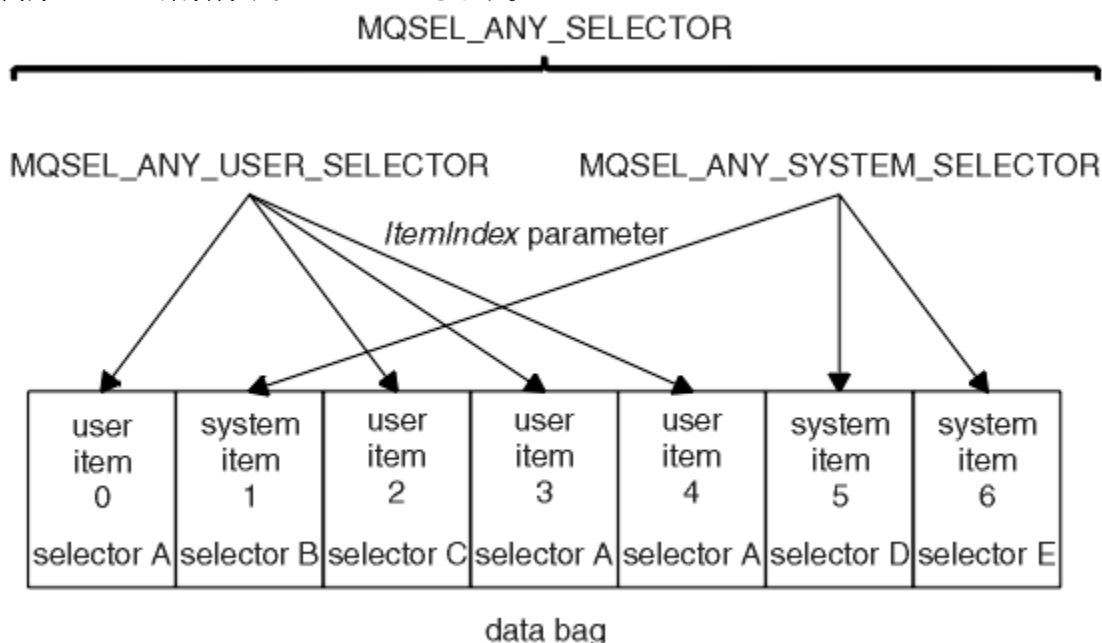 MQSEL_ANY_SELECTOR
MQSEL_ANY_USER_SELECTOR
MQSEL_ANY_SYSTEM_SELECTOR
ItemIndex parameter
user item 0 selector A
system item 1 selector B
user item 2 selector C
user item 3 selector A
user item 4 selector A
system item 5 selector D
system item 6 selector E
data bag